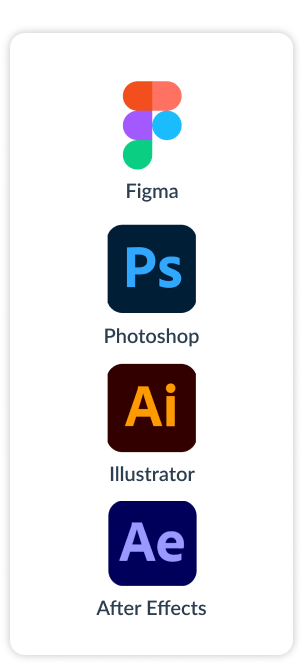 Figma
Ps
Photoshop
Ai
Illustrator
Ae
After Effects